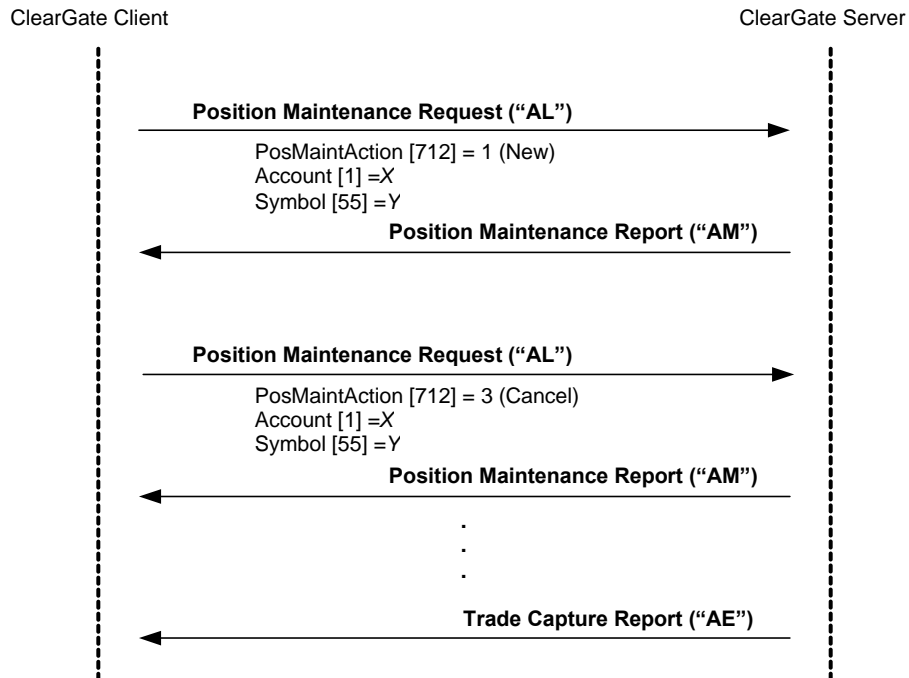 ClearGate Client
ClearGate Server
Position Maintenance Request (“AL”)
PosMaintAction [712] = 1 (New)
Account [1] =X
Symbol [55] =Y
Position Maintenance Report (“AM”)
Position Maintenance Request (“AL”)
PosMaintAction [712] = 3 (Cancel)
Account [1] =X
Symbol [55] =Y
Position Maintenance Report (“AM”)
.
.
.
Trade Capture Report (“AE”)